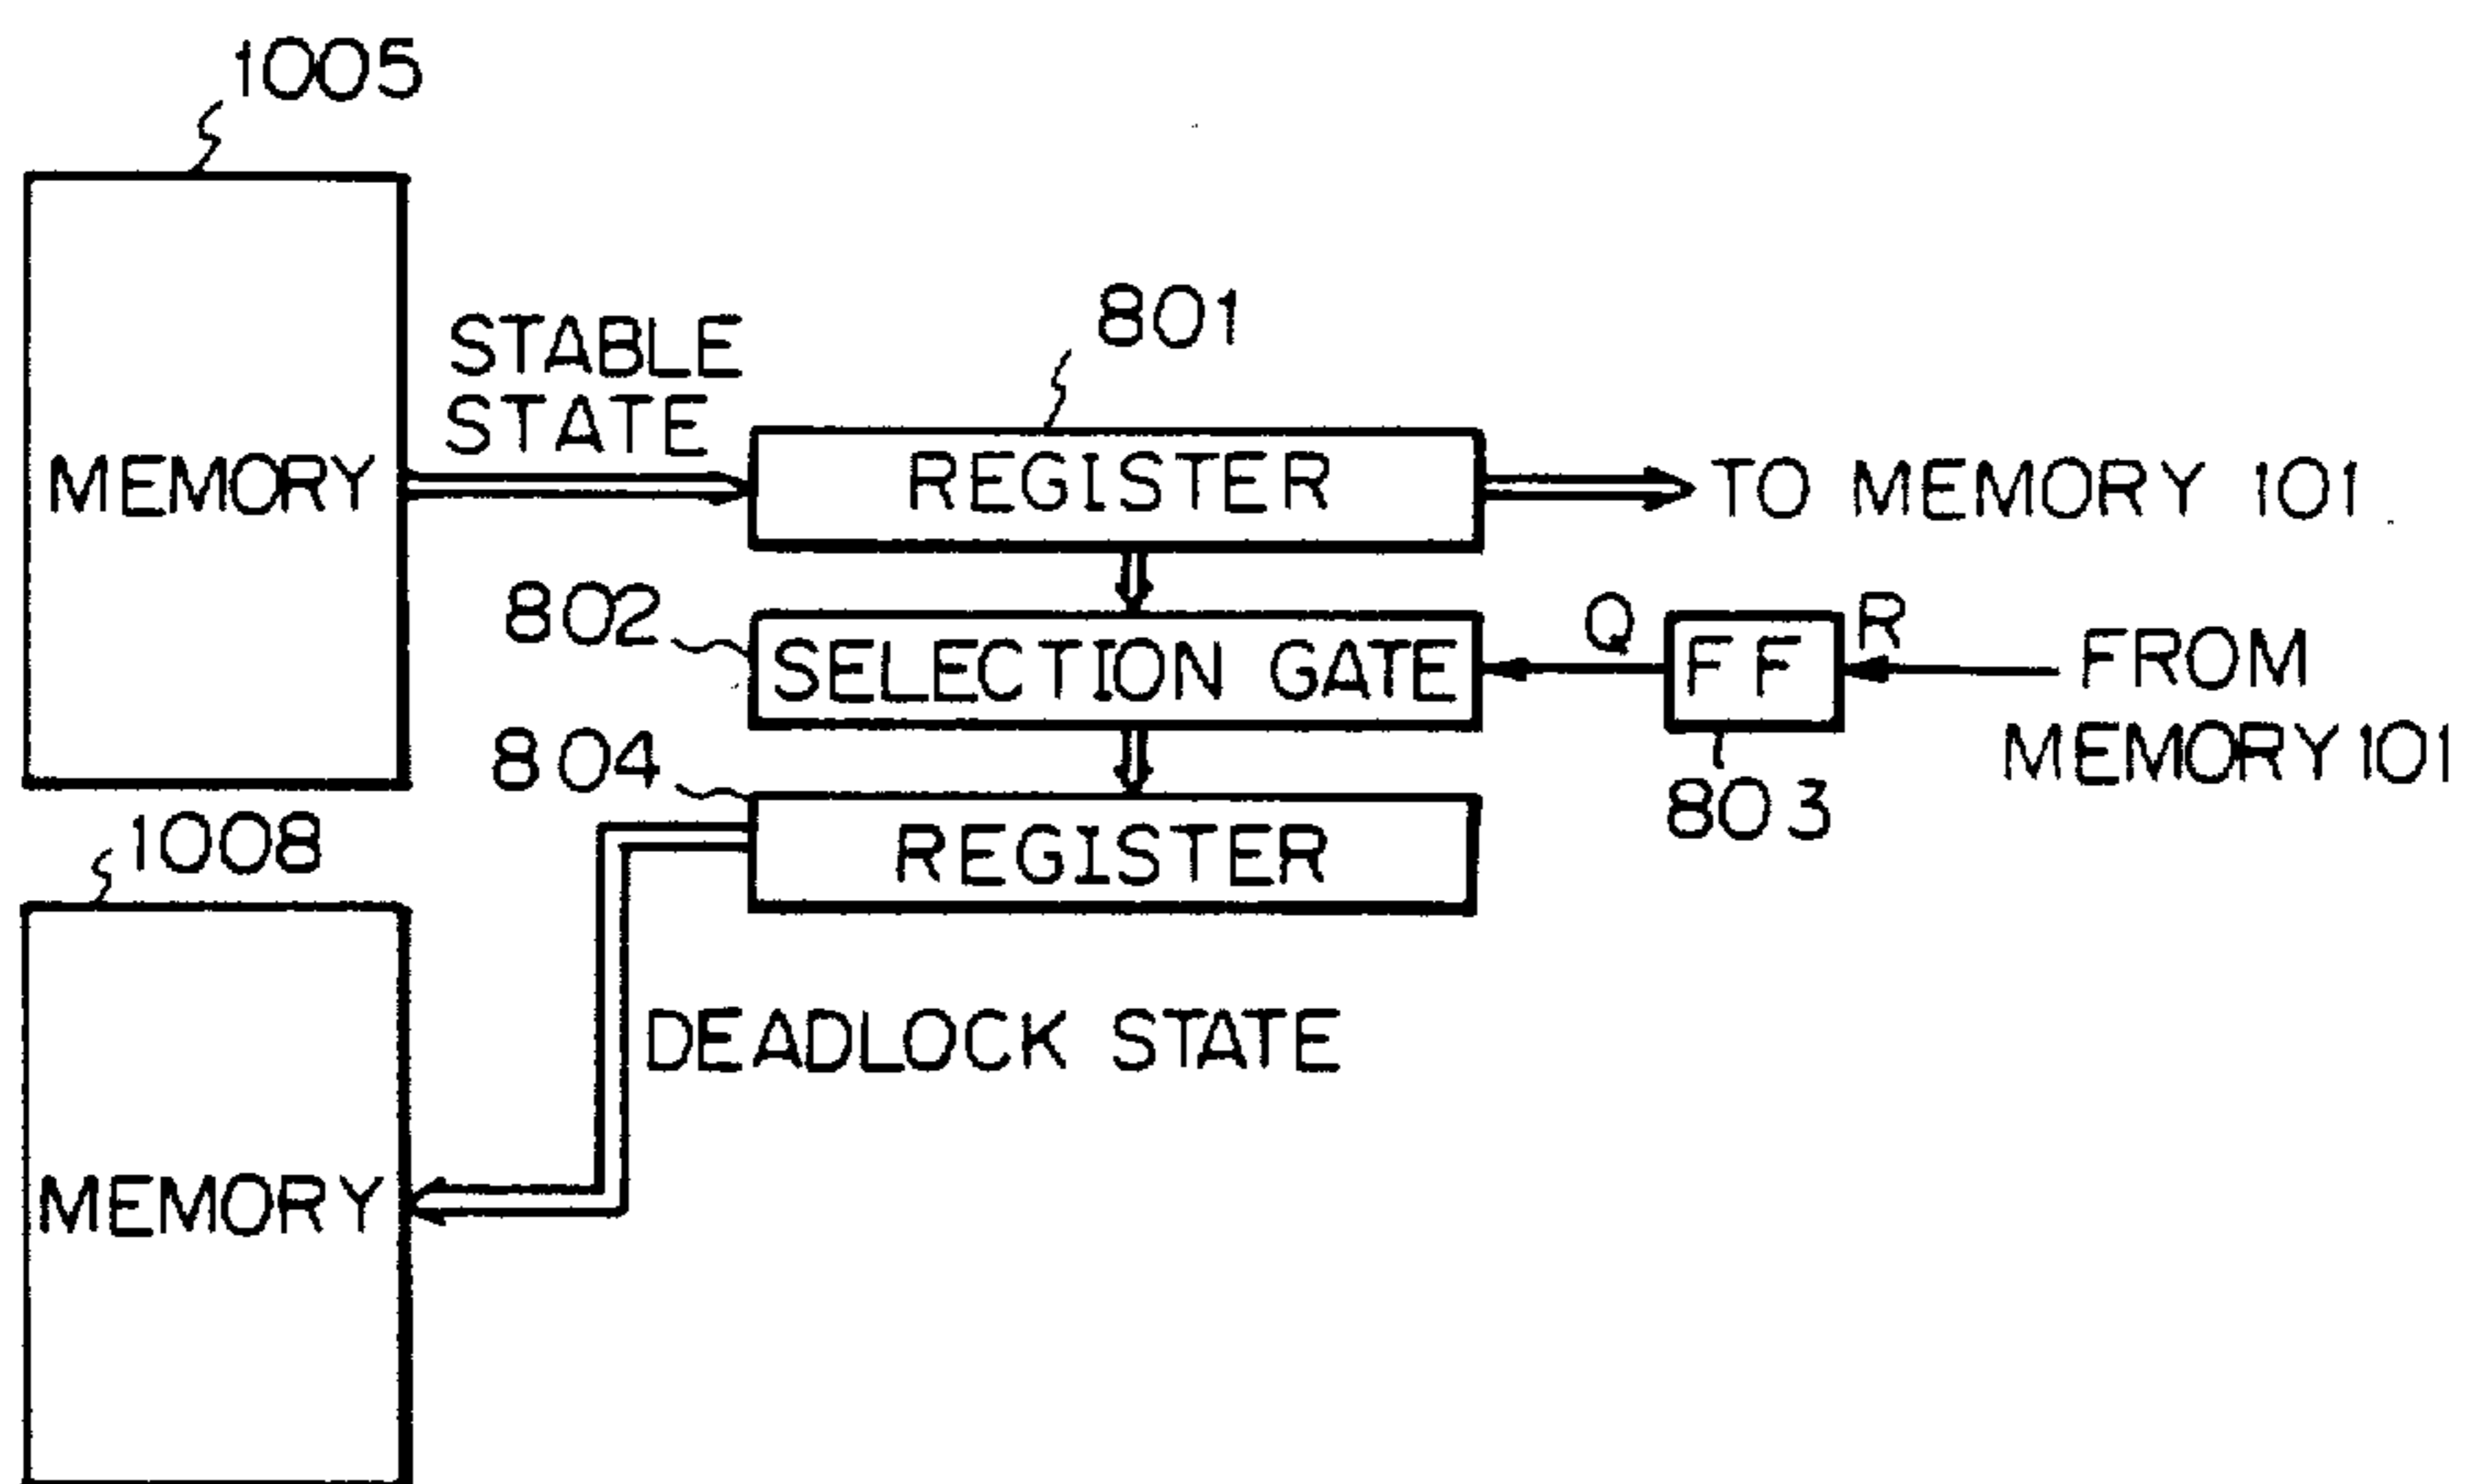 1005
STABLE
STATE
801
MEMORY
REGISTER
TO MEMORY 101
802
SELECTION GATE
Q
FF
R
FROM
MEMORY 101
803
804
REGISTER
1008
DEADLOCK STATE
MEMORY